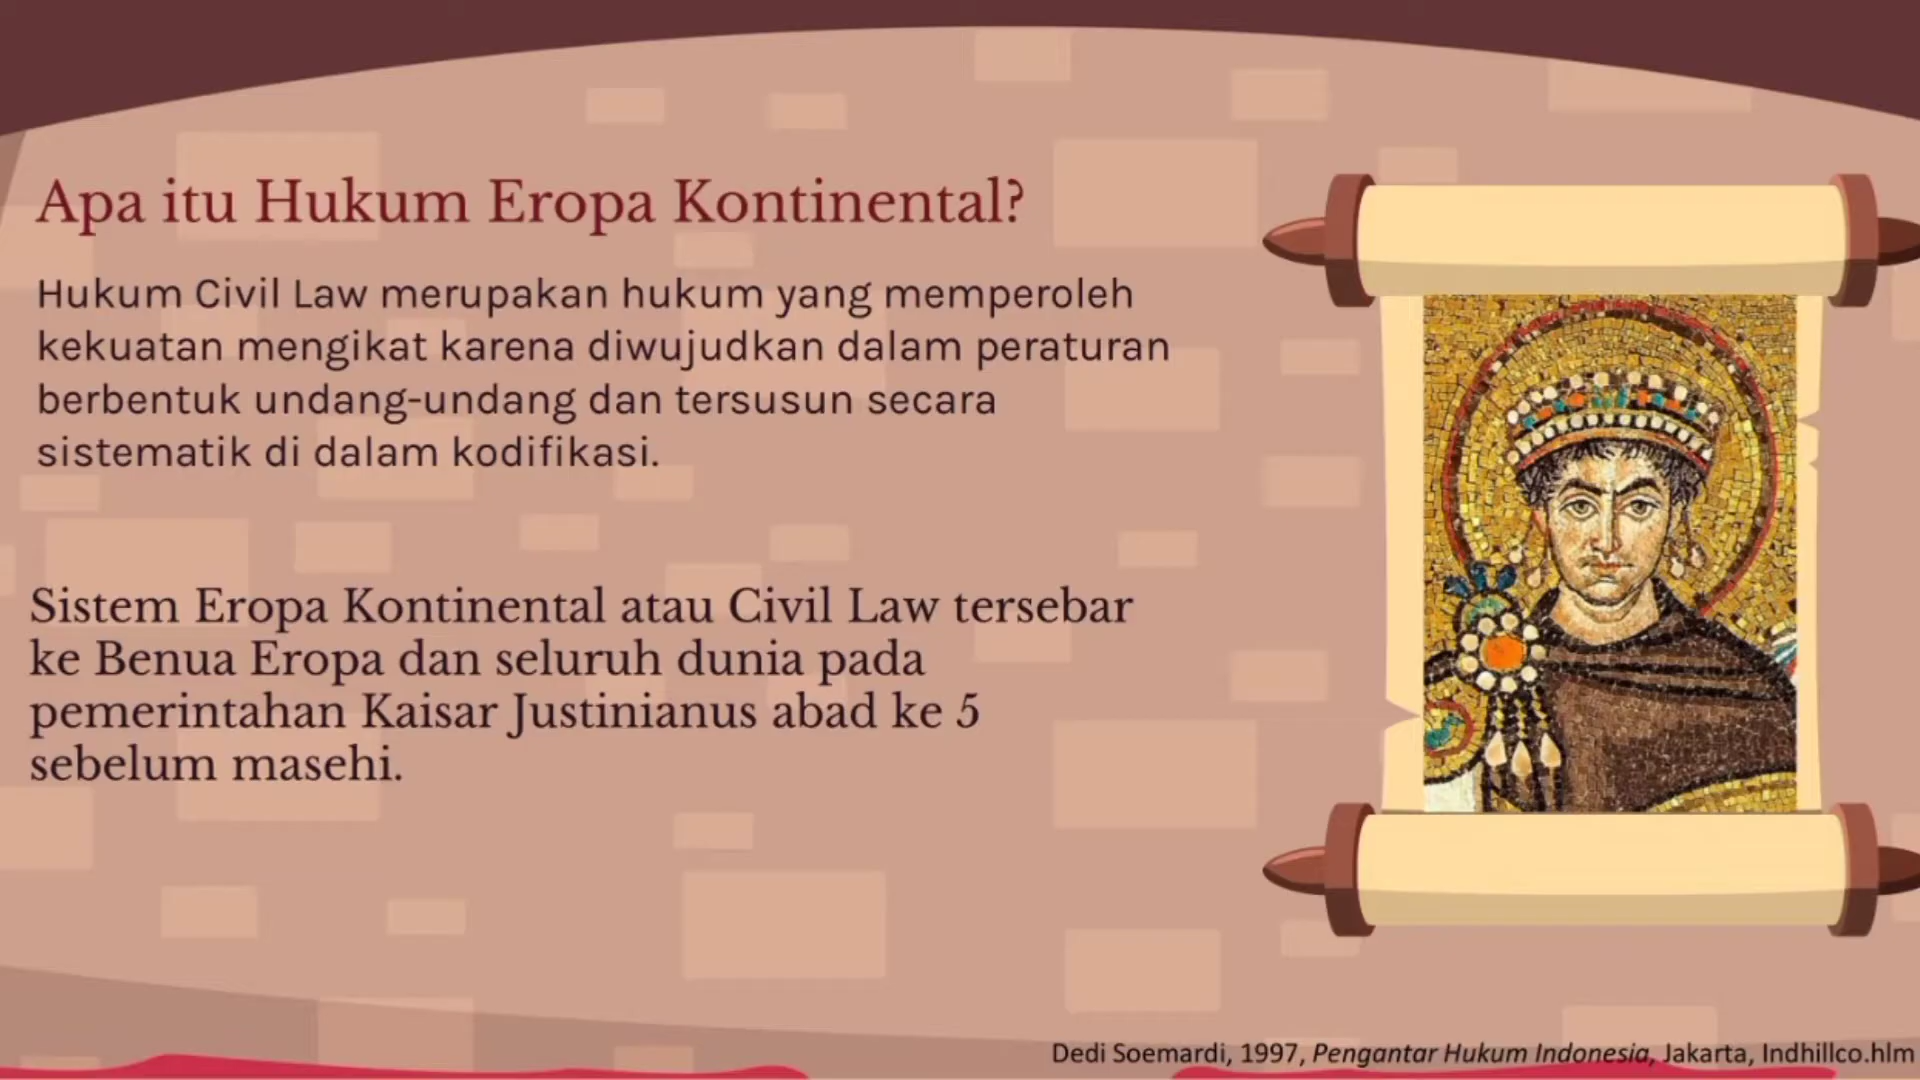 Apa itu Hukum Eropa Kontinental?
Hukum Civil Law merupakan hukum yang memperoleh
kekuatan mengikat karena diwujudkan dalam peraturan
berbentuk undang-undang dan tersusun secara
sistematik di dalam kodifikasi.
Sistem Eropa Kontinental atau Civil Law tersebar
ke Benua Eropa dan seluruh dunia pada
pemerintahan Kaisar Justinianus abad ke 5
sebelum masehi.
Dedi Soemardi, 1997, Pengantar Hukum Indonesia, Jakarta, Indhillco.hlm